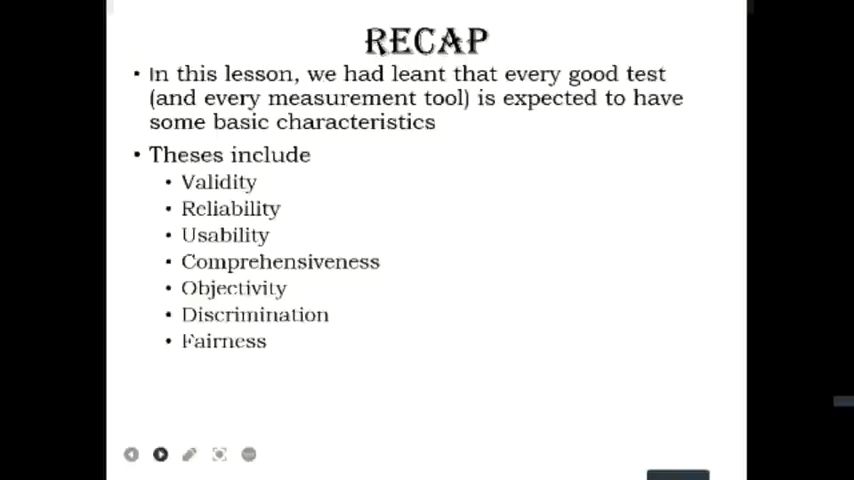 RECAP
• In this lesson, we had leant that every good test
(and every measurement tool) is expected to have
some basic characteristics
• Theses include
• Validity
• Reliability
• Usability
• Comprehensiveness
• Objectivity
• Discrimination
• Fairness